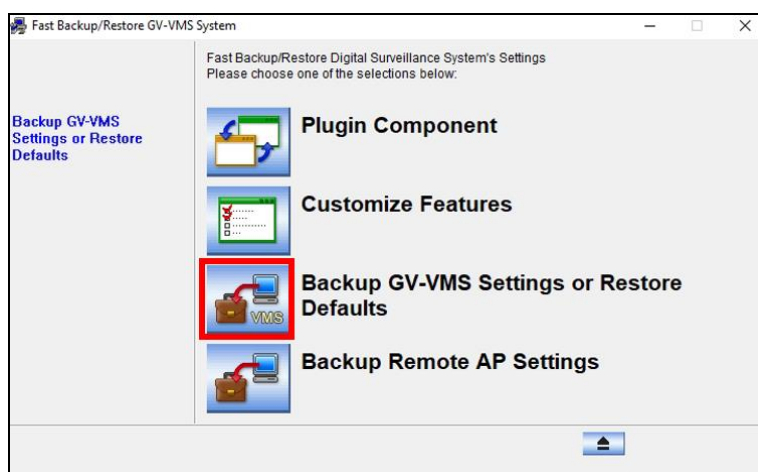 Fast Backup/Restore GV-VMS System
Fast Backup/Restore Digital Surveillance System's Settings
Please choose one of the selections below:
Backup GV-VMS
Settings or Restore
Defaults
Plugin Component
Customize Features
Backup GV-VMS Settings or Restore
Defaults
VMS
Backup Remote AP Settings